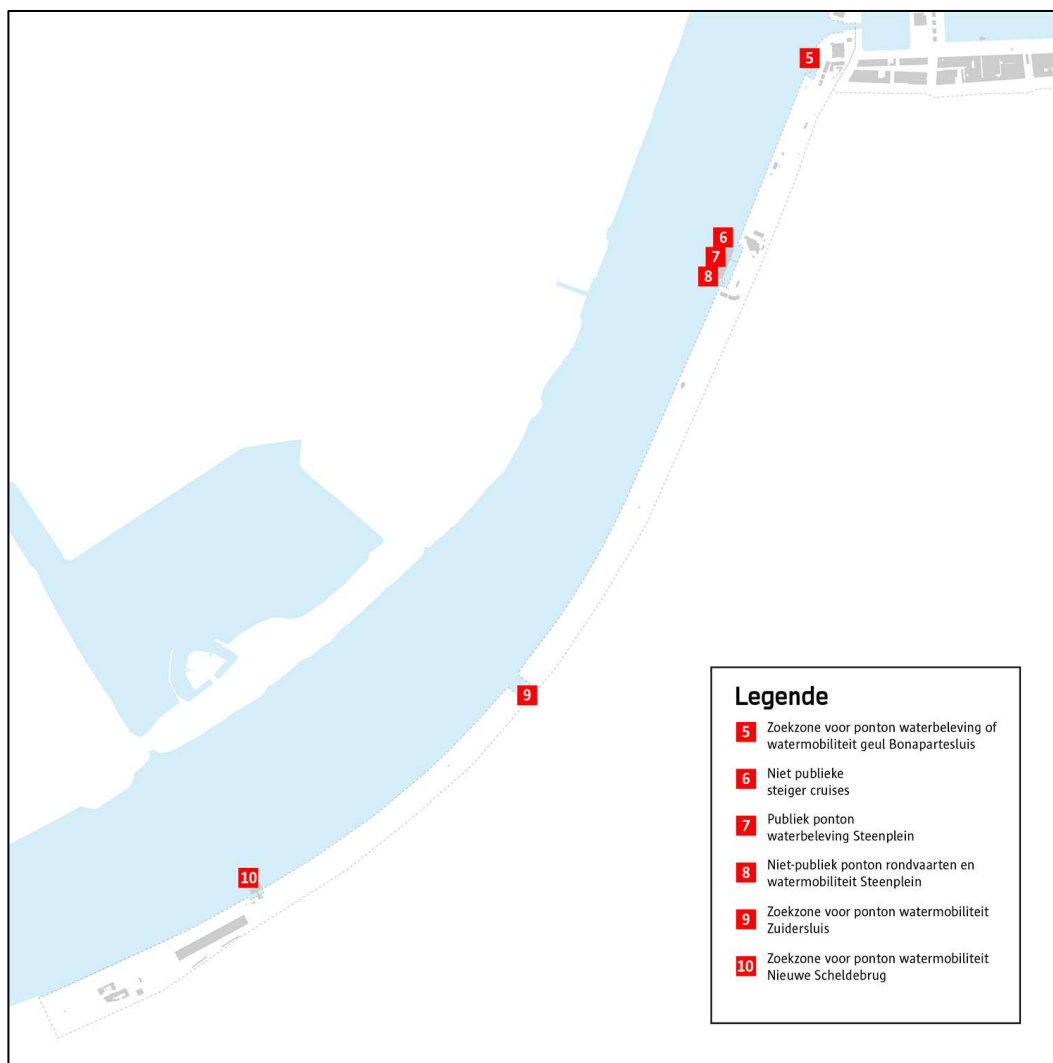 5
6
7
8
9
10
Legende
5 Zoekzone voor ponton waterbeleving of
watermobiliteit geul Bonapartesluis
6 Niet publieke
steiger cruises
7 Publiek ponton
waterbeleving Steenplein
8 Niet-publiek ponton rondvaarten en
watermobiliteit Steenplein
9 Zoekzone voor ponton watermobiliteit
Zuidersluis
10 Zoekzone voor ponton watermobiliteit
Nieuwe Scheldebrug